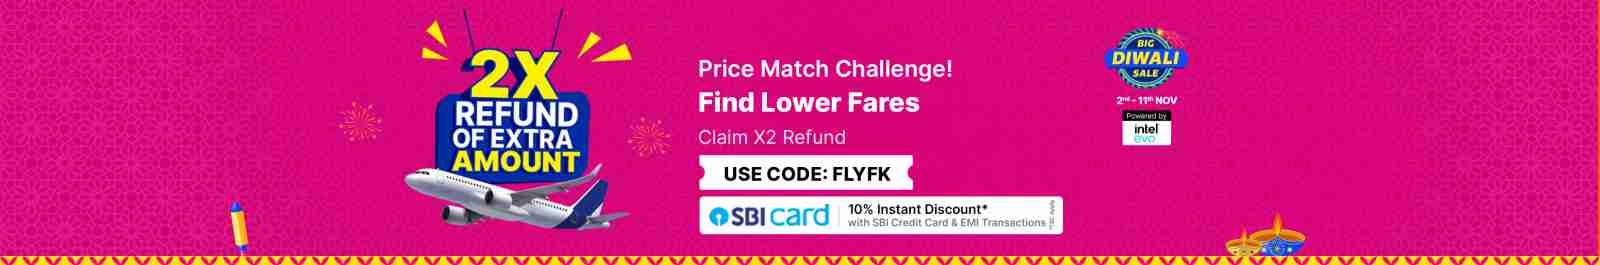 2X
REFUND
OF EXTRA
AMOUNT
Price Match Challenge!
Find Lower Fares
Claim X2 Refund
USE CODE: FLYFK
SBI card
10% Instant Discount*
with SBI Credit Card & EMI Transactions
*T&C Apply
BIG
DIWALI
SALE
2nd - 11th NOV
Powered by
intel
evo